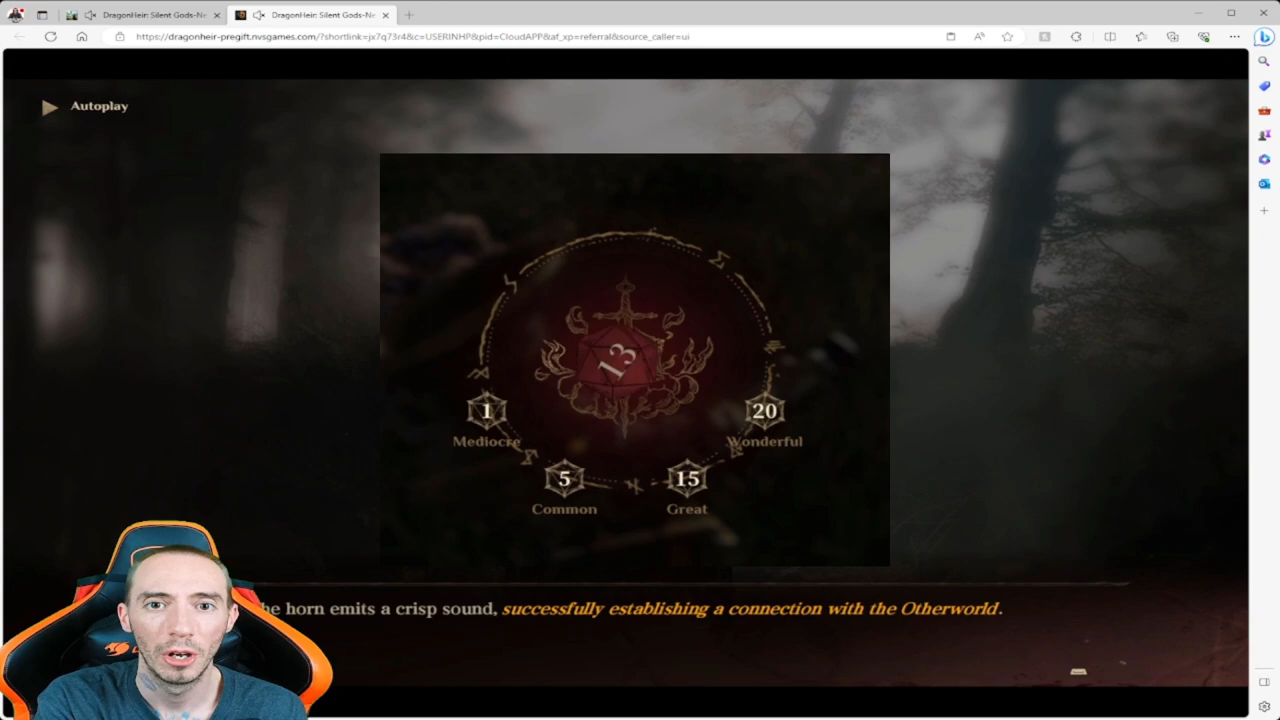 DragonHeir: Silent Gods-Ne
DragonHeir: Silent Gods-Ne
https://dragonheir-pregift.nvsgames.com/?shortlink=jx7q73r4&c=USERINHP&pid=CloudAPP&af_xp=referral&source_caller=ui
Autoplay
13
1
Mediocre
20
Wonderful
5
Common
15
Great
he horn emits a crisp sound, successfully establishing a connection with the Otherworld.